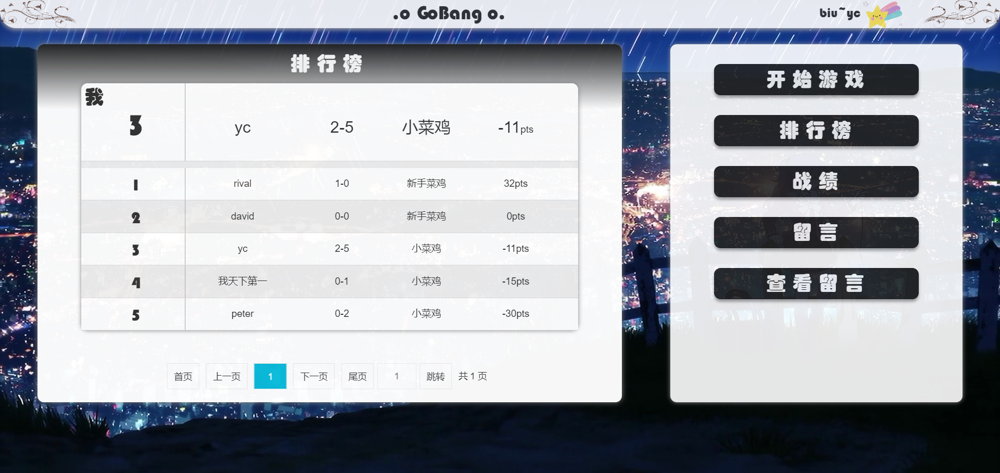 .o GoBang o.
biu~yc
排行榜
我
3 yc 2-5 小菜鸡 -11pts
1 rival 1-0 新手菜鸡 32pts
2 david 0-0 新手菜鸡 0pts
3 yc 2-5 小菜鸡 -11pts
4 我天下第一 0-1 小菜鸡 -15pts
5 peter 0-2 小菜鸡 -30pts
首页 上一页 1 下一页 尾页 1 跳转 共 1 页
开始游戏
排行榜
战绩
留言
查看留言